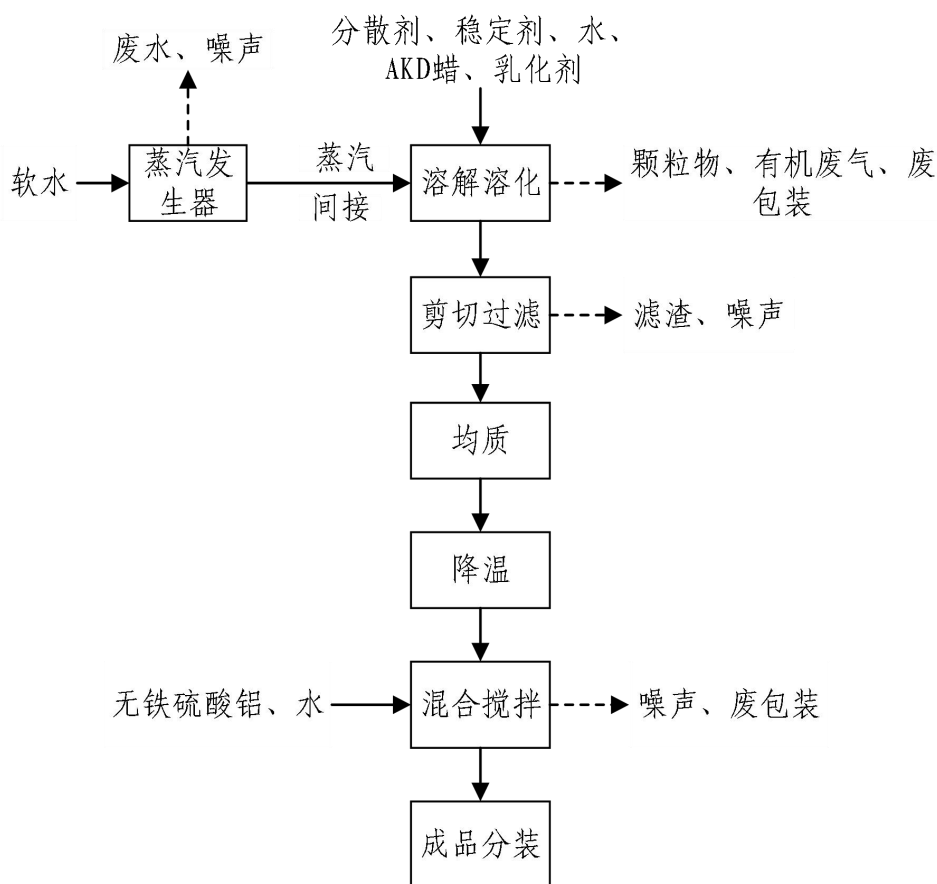 分散剂、稳定剂、水、
AKD蜡、乳化剂
废水、噪声
软水
蒸汽发
生器
蒸汽
间接
溶解溶化
颗粒物、有机废气、废
包装
剪切过滤
滤渣、噪声
均质
降温
无铁硫酸铝、水
混合搅拌
噪声、废包装
成品分装